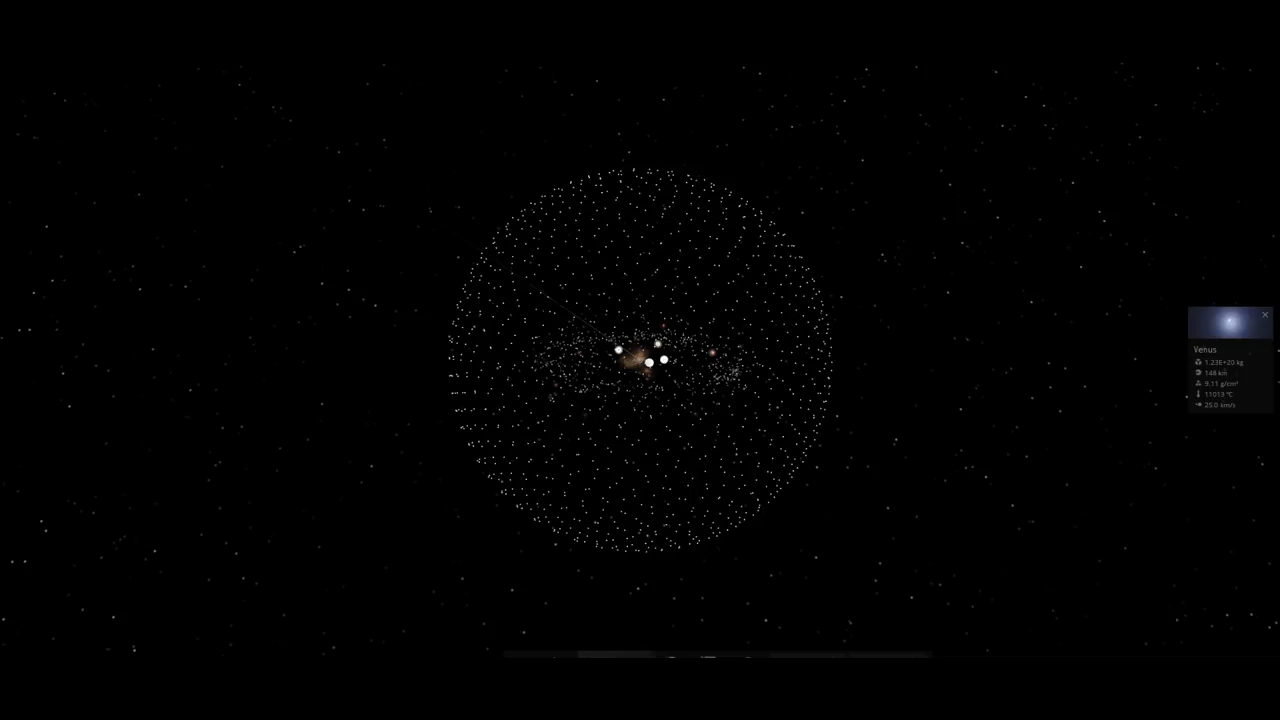 Venus
1.23E+20 kg
148 km
9.11 g/cm³
11013 °C
25.0 km/s